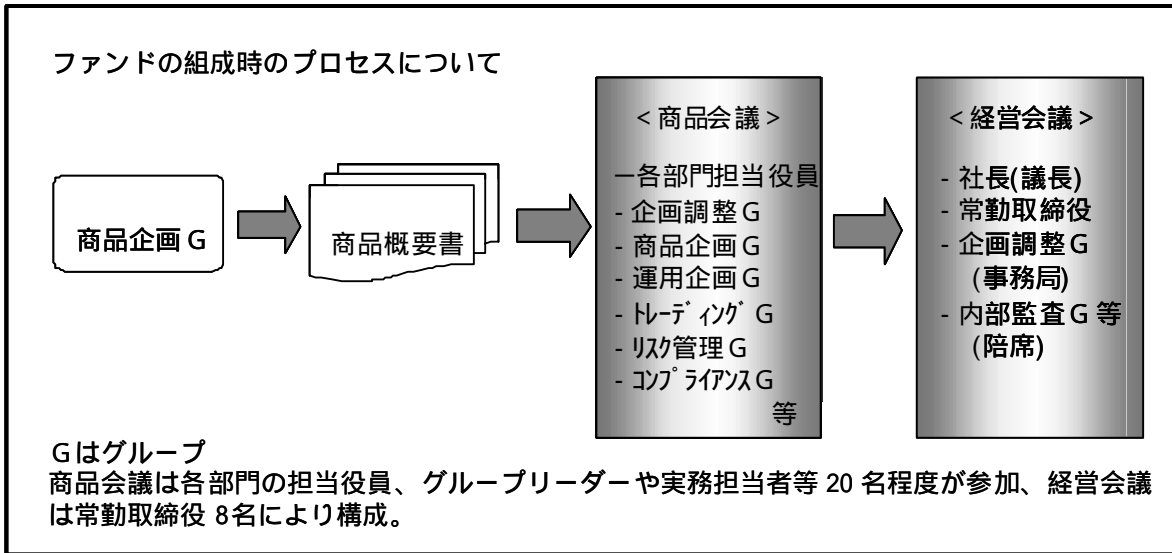 ファンドの組成時のプロセスについて
商品企画G
商品概要書
<商品会議>
－各部門担当役員
- 企画調整G
- 商品企画G
- 運用企画G
- ﾄﾚｰﾃﾞｨﾝｸﾞG
- ﾘｽｸ管理G
- ｺﾝﾌﾟﾗｲｱﾝｽG
等
<経営会議>
- 社長(議長)
- 常勤取締役
- 企画調整G
(事務局)
- 内部監査G 等
(陪席)
Gはグループ
商品会議は各部門の担当役員、グループリーダーや実務担当者等 20 名程度が参加、経営会議
は常勤取締役 8名により構成。